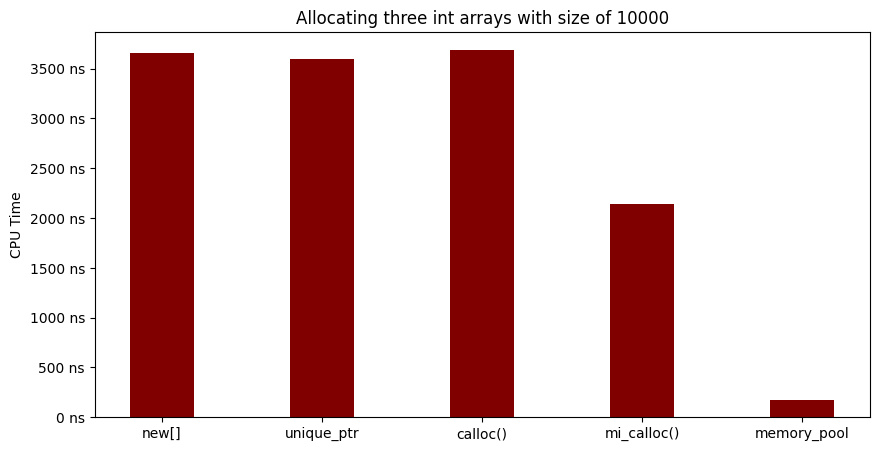 Allocating three int arrays with size of 10000
CPU Time
3500 ns
3000 ns
2500 ns
2000 ns
1500 ns
1000 ns
500 ns
0 ns
new[]
unique_ptr
calloc()
mi_calloc()
memory_pool